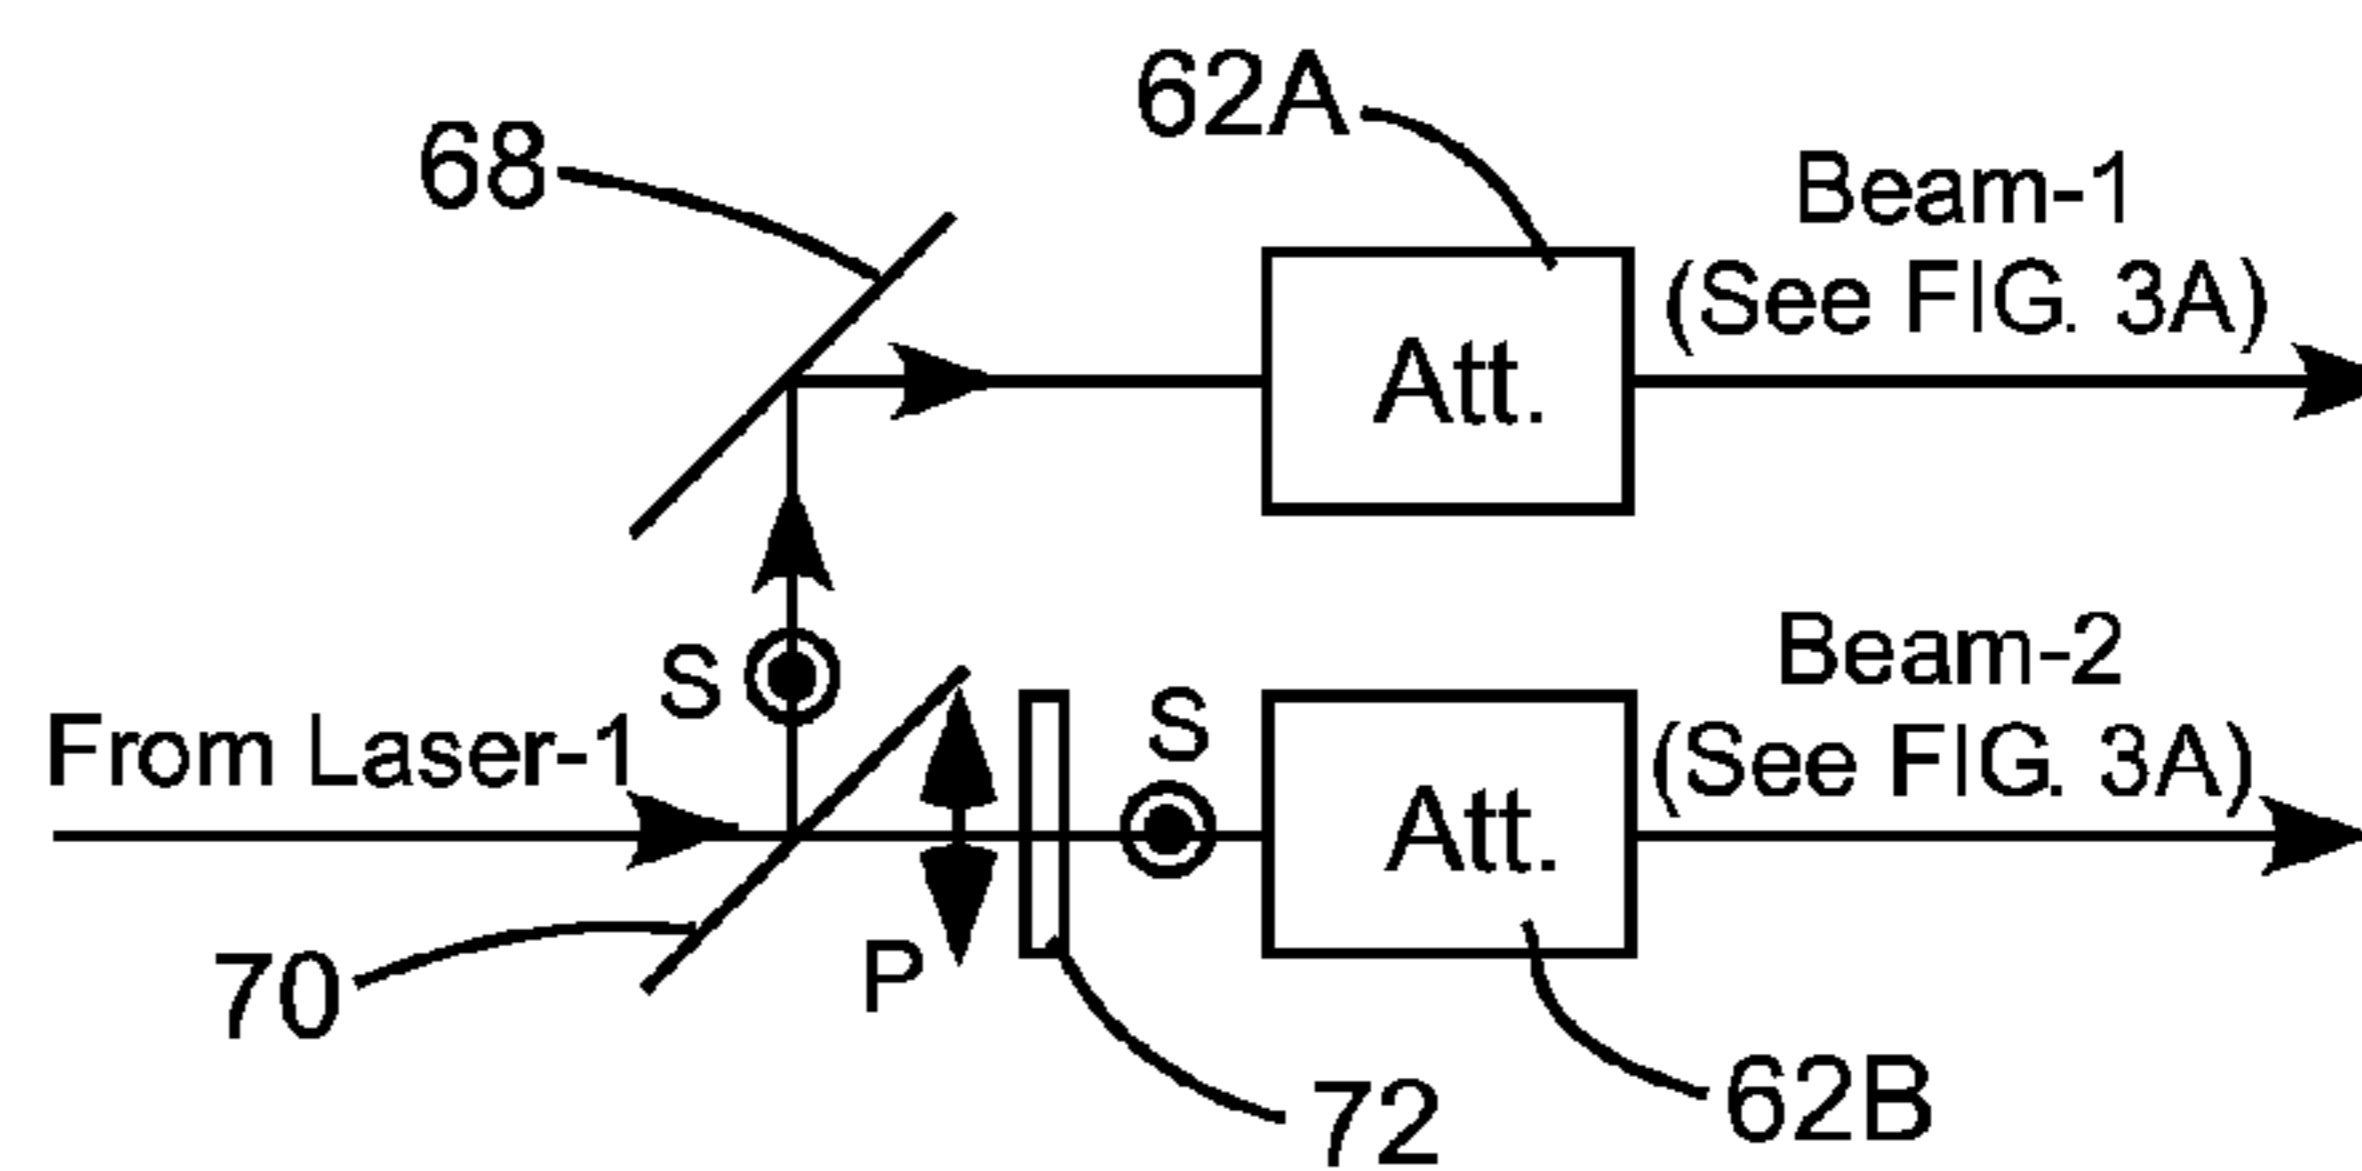 62A
68
Beam-1
(See FIG. 3A)
Att.
S
From Laser-1
S
Beam-2
(See FIG. 3A)
Att.
P
70
72
62B